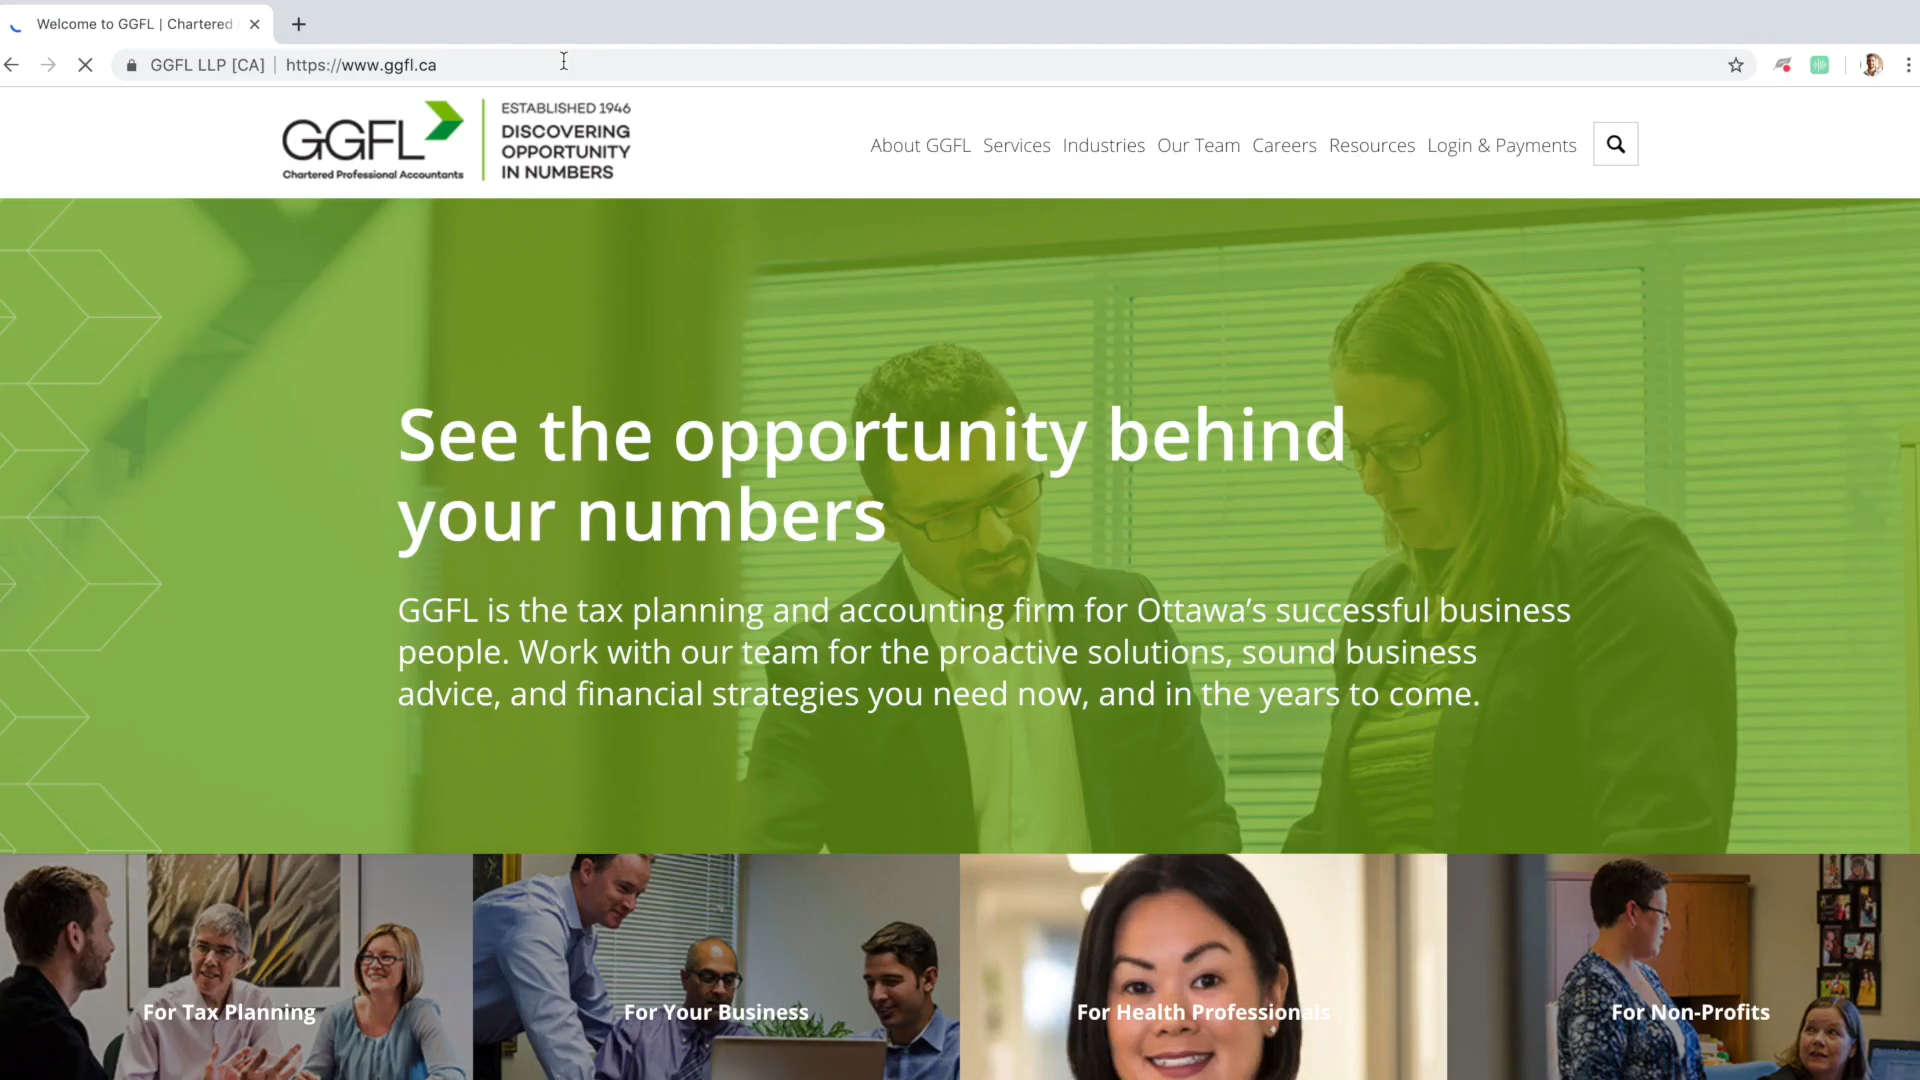 Welcome to GGFL | Chartered
GGFL LLP [CA] | https://www.ggfl.ca
GGFL
Chartered Professional Accountants
ESTABLISHED 1946
DISCOVERING
OPPORTUNITY
IN NUMBERS
About GGFL Services Industries Our Team Careers Resources Login & Payments
See the opportunity behind
your numbers
GGFL is the tax planning and accounting firm for Ottawa’s successful business
people. Work with our team for the proactive solutions, sound business
advice, and financial strategies you need now, and in the years to come.
For Tax Planning
For Your Business
For Health Professionals
For Non-Profits